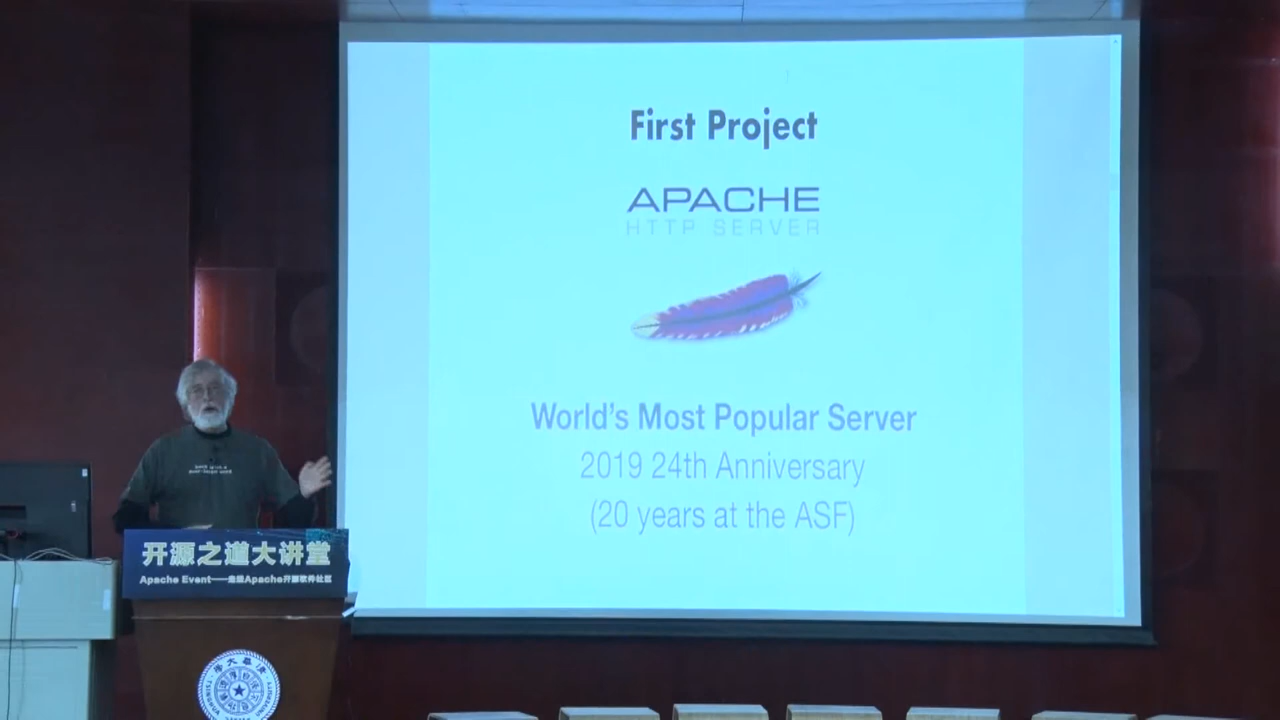 First Project
APACHE
HTTP SERVER
World's Most Popular Server
2019 24th Anniversary
(20 years at the ASF)
开源之道大讲堂
Apache Event——走进Apache开源软件社区